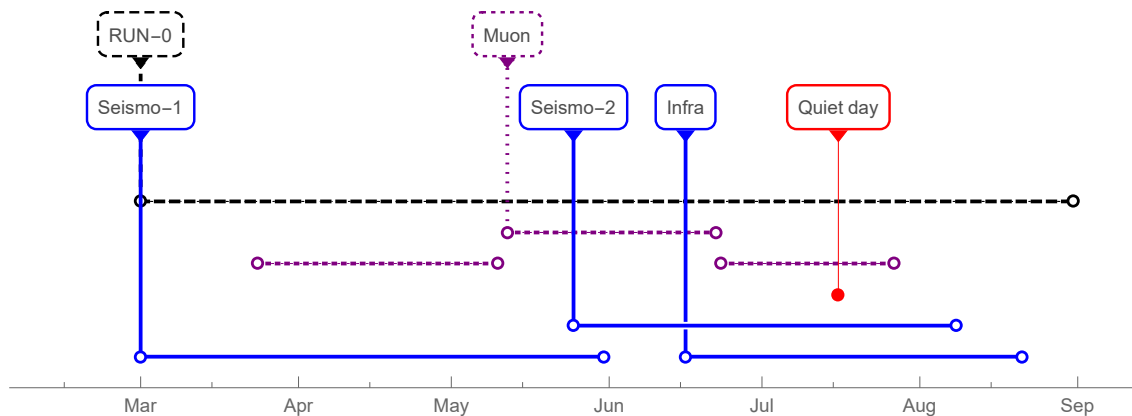 RUN−0
Muon
Seismo−1
Seismo−2
Infra
Quiet day
Mar
Apr
May
Jun
Jul
Aug
Sep